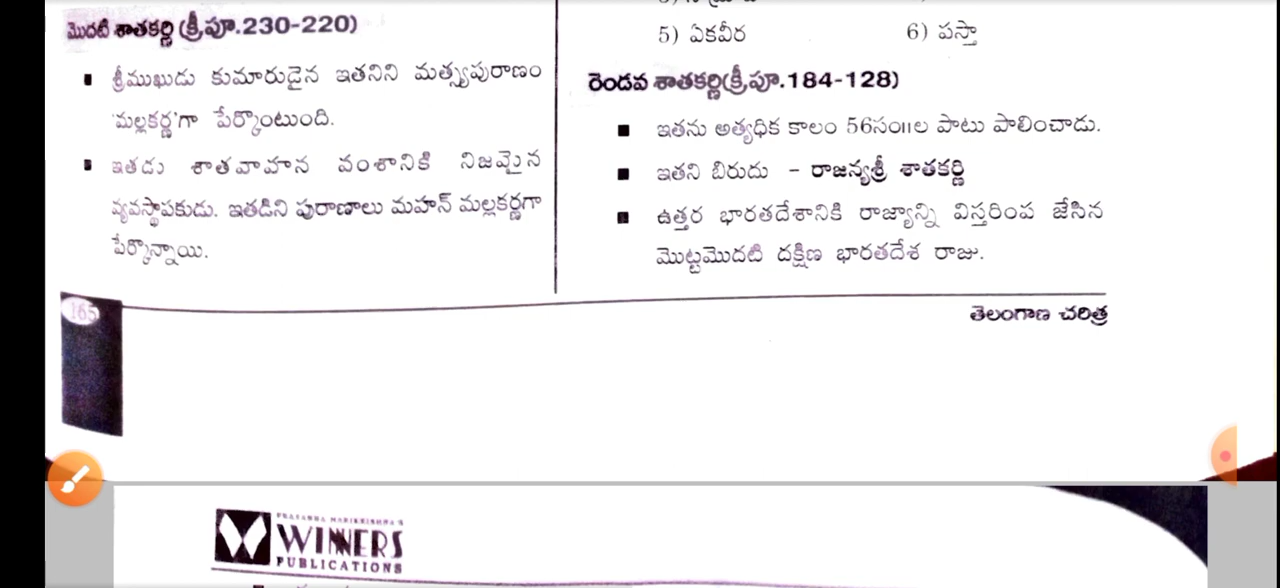 మొదటి శాతకర్ణి (క్రీ.పూ.230-220)
▪ శ్రీముఖుడు కుమారుడైన ఇతనిని మత్స్యపురాణం
'మల్లకర్ణ'గా పేర్కొంటుంది.
▪ ఇతడు శాతవాహన వంశానికి నిజమైన
వ్యవస్థాపకుడు. ఇతడిని పురాణాలు మహాన్ మల్లకర్ణగా
పేర్కొన్నాయి.
5) ఏకవీర 6) పస్తా
రెండవ శాతకర్ణి(క్రీ.పూ.184-128)
▪ ఇతను అత్యధిక కాలం 56సం॥ల పాటు పాలించాడు.
▪ ఇతని బిరుదు - రాజన్యశ్రీ శాతకర్ణి
▪ ఉత్తర భారతదేశానికి రాజ్యాన్ని విస్తరింప జేసిన
మొట్టమొదటి దక్షిణ భారతదేశ రాజు.
165
తెలంగాణ చరిత్ర
WINNERS
PUBLICATIONS